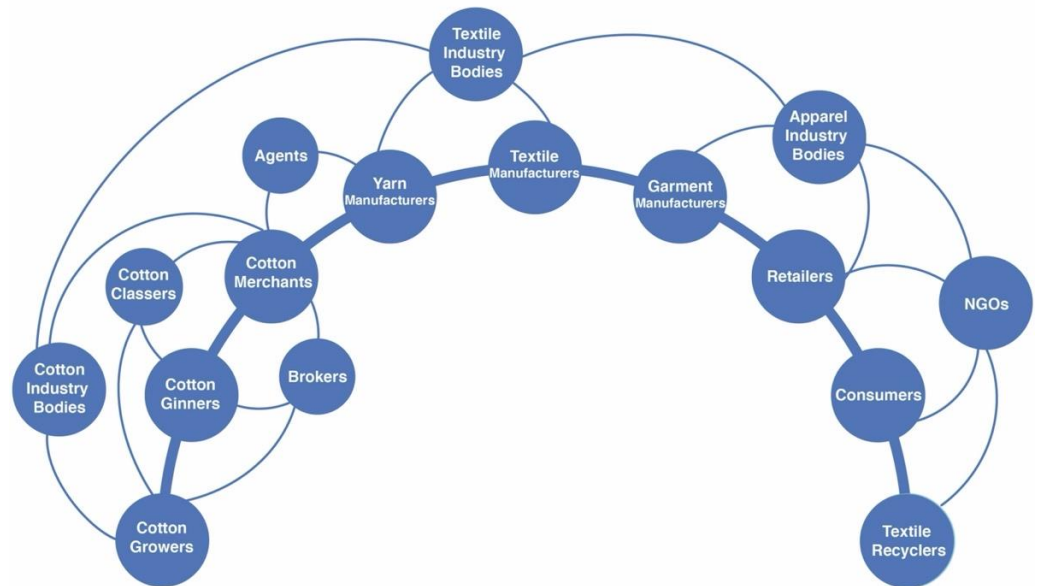 Textile
Industry
Bodies
Apparel
Industry
Bodies
Agents
Textile
Manufacturers
Yarn
Manufacturers
Garment
Manufacturers
Cotton
Merchants
Cotton
Classers
Retailers
NGOs
Cotton
Industry
Bodies
Cotton
Ginners
Brokers
Consumers
Cotton
Growers
Textile
Recyclers